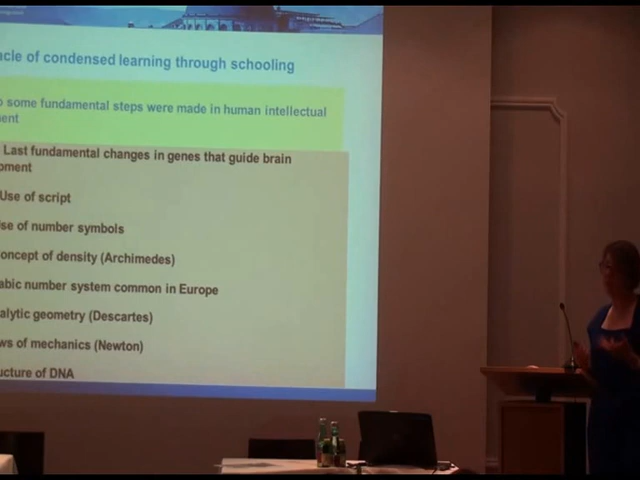 acle of condensed learning through schooling
o some fundamental steps were made in human intellectual
ent
Last fundamental changes in genes that guide brain
pment
Use of script
se of number symbols
oncept of density (Archimedes)
abic number system common in Europe
alytic geometry (Descartes)
ws of mechanics (Newton)
ucture of DNA